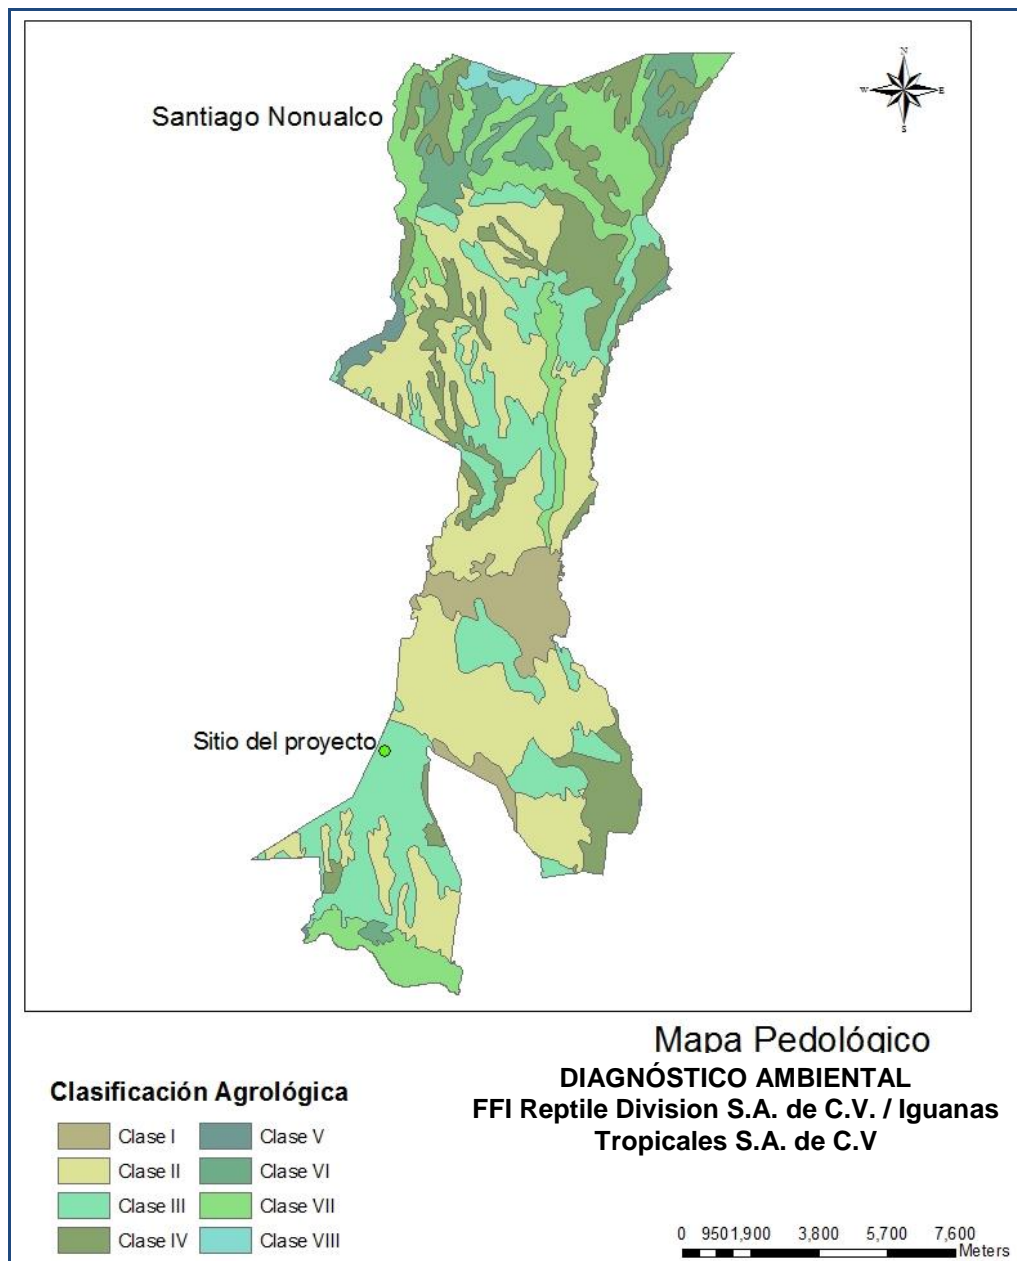 N
W E
S
Santiago Nonualco
Sitio del proyecto
Mapa Pedológico
DIAGNÓSTICO AMBIENTAL
FFI Reptile Division S.A. de C.V. / Iguanas
Tropicales S.A. de C.V
Clasificación Agrológica
Clase I Clase V
Clase II Clase VI
Clase III Clase VII
Clase IV Clase VIII
0 950 1,900 3,800 5,700 7,600
Meters